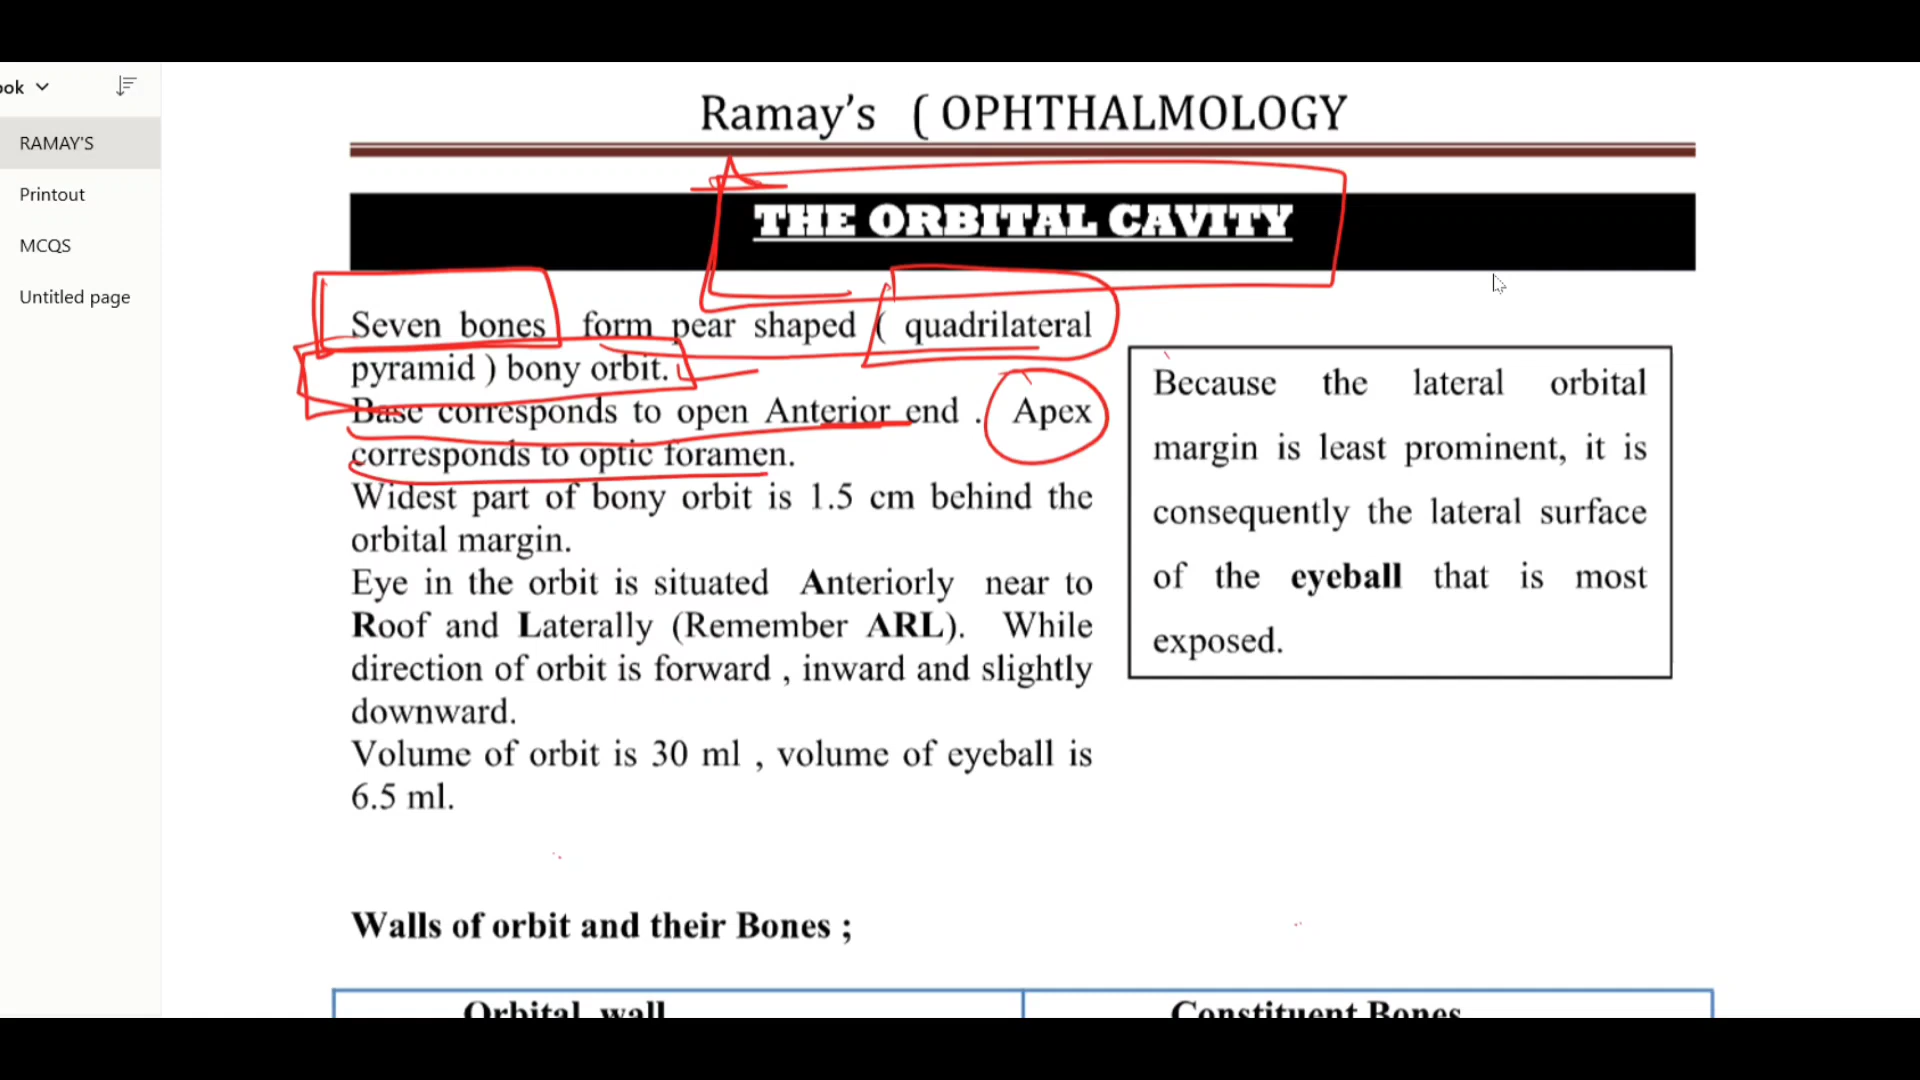 ook
RAMAY'S
Printout
MCQS
Untitled page
Ramay’s ( OPHTHALMOLOGY
THE ORBITAL CAVITY
Seven bones form pear shaped ( quadrilateral
pyramid ) bony orbit.
Base corresponds to open Anterior end . Apex
corresponds to optic foramen.
Widest part of bony orbit is 1.5 cm behind the
orbital margin.
Eye in the orbit is situated Anteriorly near to
Roof and Laterally (Remember ARL). While
direction of orbit is forward , inward and slightly
downward.
Volume of orbit is 30 ml , volume of eyeball is
6.5 ml.
Because the lateral orbital
margin is least prominent, it is
consequently the lateral surface
of the eyeball that is most
exposed.
Walls of orbit and their Bones ;
Orbital wall
Constituent Bones